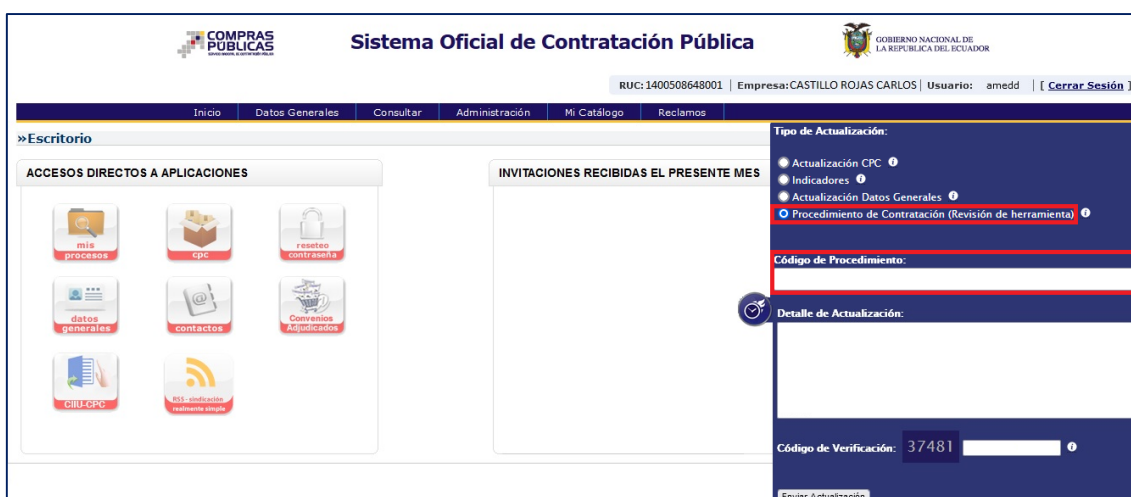 COMPRAS
PÚBLICAS
Sistema Oficial de Contratación Pública
GOBIERNO NACIONAL DE
LA REPUBLICA DEL ECUADOR
RUC: 1400508648001 | Empresa: CASTILLO ROJAS CARLOS | Usuario: amedd | [ Cerrar Sesión ]
Inicio Datos Generales Consultar Administración Mi Catálogo Reclamos
»Escritorio
ACCESOS DIRECTOS A APLICACIONES
mis
procesos
cpc
reseteo
contraseña
datos
generales
contactos
Convenios
Adjudicados
CIIU-CPC
RSS - sindicación
realmente simple
INVITACIONES RECIBIDAS EL PRESENTE MES
Tipo de Actualización:
Actualización CPC
Indicadores
Actualización Datos Generales
Procedimiento de Contratación (Revisión de herramienta)
Código de Procedimiento:
Detalle de Actualización:
Código de Verificación: 37481
Enviar Actualización